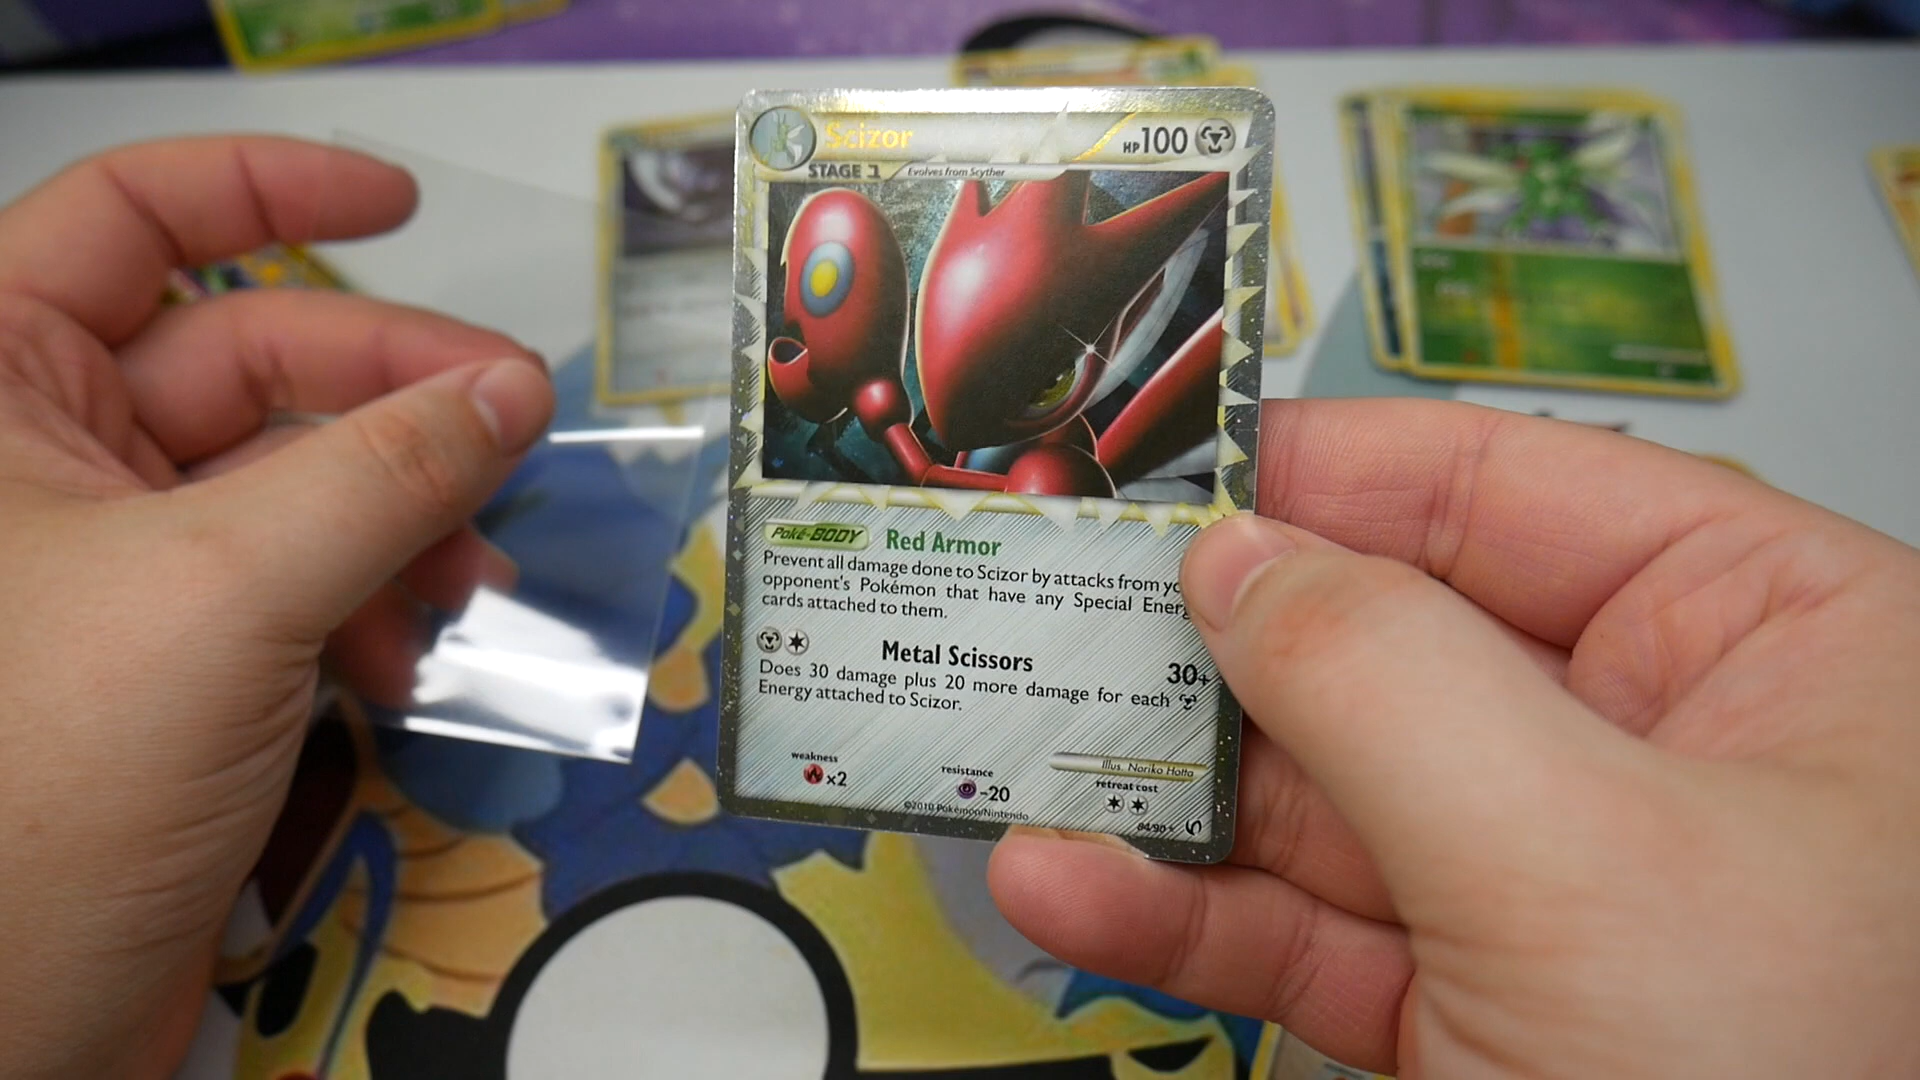 Scizor
HP100
STAGE 1
Evolves from Scyther
Poké-BODY Red Armor
Prevent all damage done to Scizor by attacks from
opponent's Pokémon that have any Special
cards attached to them.
Metal Scissors 30+
Does 30 damage plus 20 more damage for each
Energy attached to Scizor.
weakness
×2
resistance
-20
Illus. Noriko Hotta
retreat cost
©2010 Pokémon/Nintendo
84/90